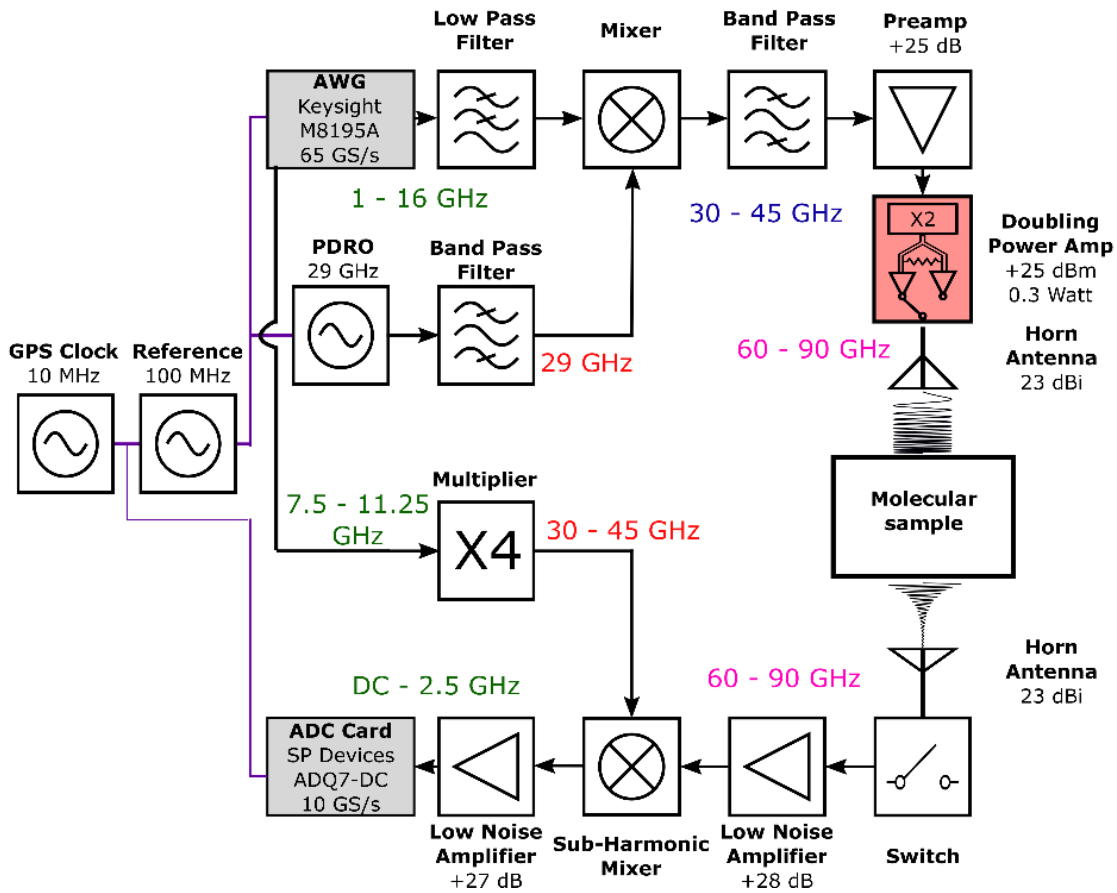 Low Pass
Filter
Mixer
Band Pass
Filter
Preamp
+25 dB
AWG
Keysight
M8195A
65 GS/s
1 - 16 GHz
30 - 45 GHz
X2
Doubling
Power Amp
+25 dBm
0.3 Watt
PDRO
29 GHz
Band Pass
Filter
29 GHz
60 - 90 GHz
Horn
Antenna
23 dBi
GPS Clock
10 MHz
Reference
100 MHz
Molecular
sample
7.5 - 11.25
GHz
Multiplier
X4
30 - 45 GHz
Horn
Antenna
23 dBi
DC - 2.5 GHz
60 - 90 GHz
ADC Card
SP Devices
ADQ7-DC
10 GS/s
Low Noise
Amplifier
+27 dB
Sub-Harmonic
Mixer
Low Noise
Amplifier
+28 dB
Switch